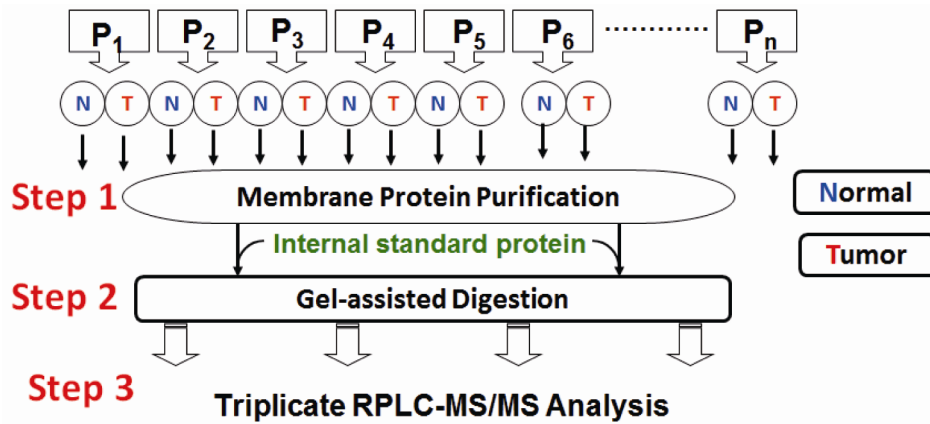 P1 P2 P3 P4 P5 P6 ............ Pn
N T N T N T N T N T N T N T
Step 1 Membrane Protein Purification
Normal
Internal standard protein
Tumor
Step 2 Gel-assisted Digestion
Step 3
Triplicate RPLC-MS/MS Analysis